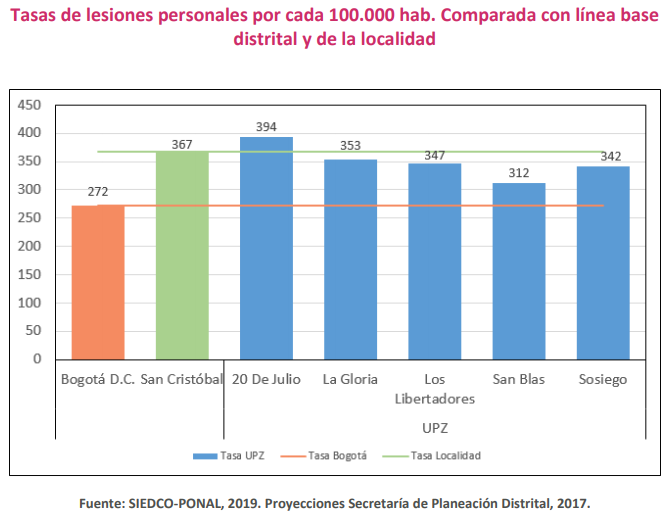 Tasas de lesiones personales por cada 100.000 hab. Comparada con línea base
distrital y de la localidad
450
400
350
300
250
200
150
100
50
0
272
367
394
353
347
312
342
Bogotá D.C. San Cristóbal 20 De Julio La Gloria Los San Blas Sosiego
Libertadores
UPZ
Tasa UPZ Tasa Bogotá Tasa Localidad
Fuente: SIEDCO-PONAL, 2019. Proyecciones Secretaría de Planeación Distrital, 2017.